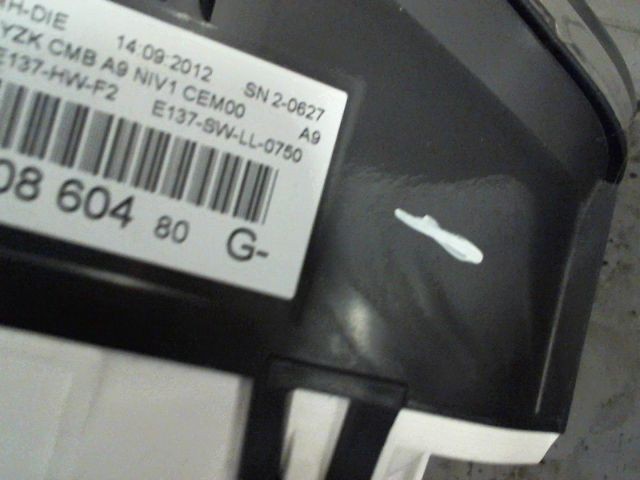 H-DIE 14.09.2012 SN 2-0627
YZK CMB A9 NIV1 CEM00 A9
E137-HW-F2 E137-SW-LL-0750
08 604 80 G-